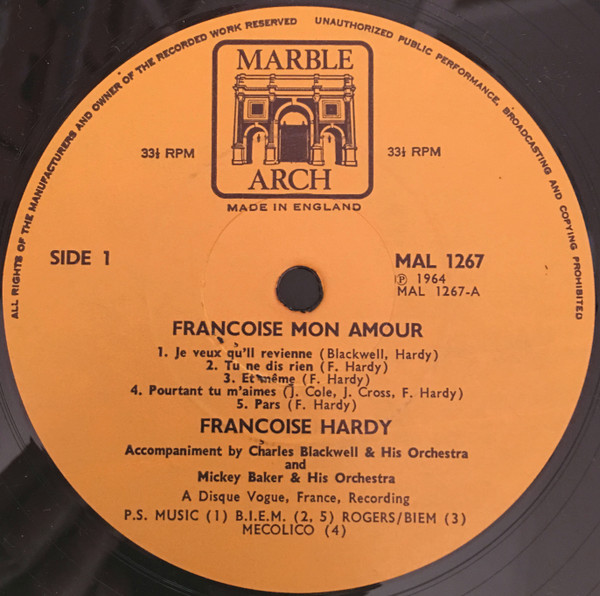 ALL RIGHTS OF THE MANUFACTURERS AND OWNER OF THE RECORDED WORK RESERVED UNAUTHORIZED PUBLIC PERFORMANCE, BROADCASTING AND COPYING PROHIBITED
MARBLE
ARCH
33⅓ RPM 33⅓ RPM
MADE IN ENGLAND
SIDE 1 MAL 1267
℗ 1964
MAL 1267-A
FRANCOISE MON AMOUR
1. Je veux qu'll revienne (Blackwell, Hardy)
2. Tu ne dis rien (F. Hardy)
3. Et même (F. Hardy)
4. Pourtant tu m'aimes (J. Cole, J. Cross, F. Hardy)
5. Pars (F. Hardy)
FRANCOISE HARDY
Accompaniment by Charles Blackwell & His Orchestra
and
Mickey Baker & His Orchestra
A Disque Vogue, France, Recording
P.S. MUSIC (1) B.I.E.M. (2, 5) ROGERS/BIEM (3)
MECOLICO (4)